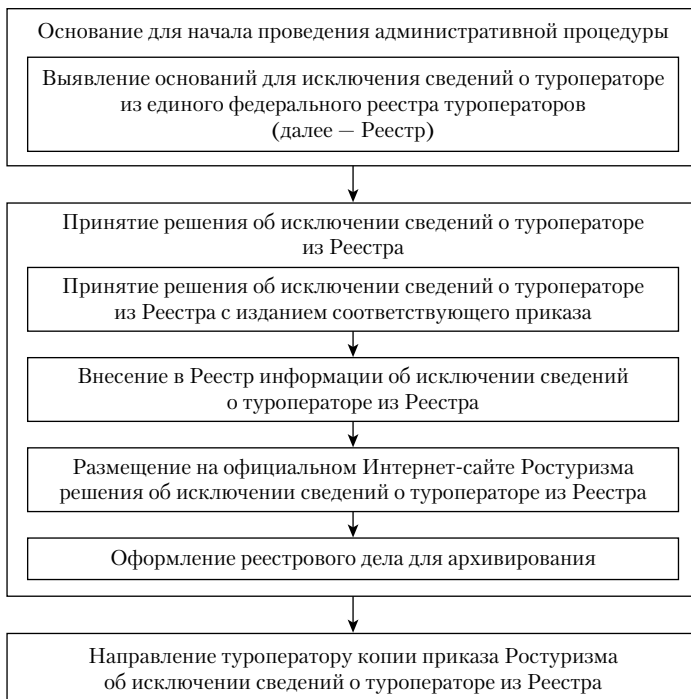 Основание для начала проведения административной процедуры
Выявление оснований для исключения сведений о туроператоре
из единого федерального реестра туроператоров
(далее — Реестр)
Принятие решения об исключении сведений о туроператоре
из Реестра
Принятие решения об исключении сведений о туроператоре
из Реестра с изданием соответствующего приказа
Внесение в Реестр информации об исключении сведений
о туроператоре из Реестра
Размещение на официальном Интернет-сайте Ростуризма
решения об исключении сведений о туроператоре из Реестра
Оформление реестрового дела для архивирования
Направление туроператору копии приказа Ростуризма
об исключении сведений о туроператоре из Реестра